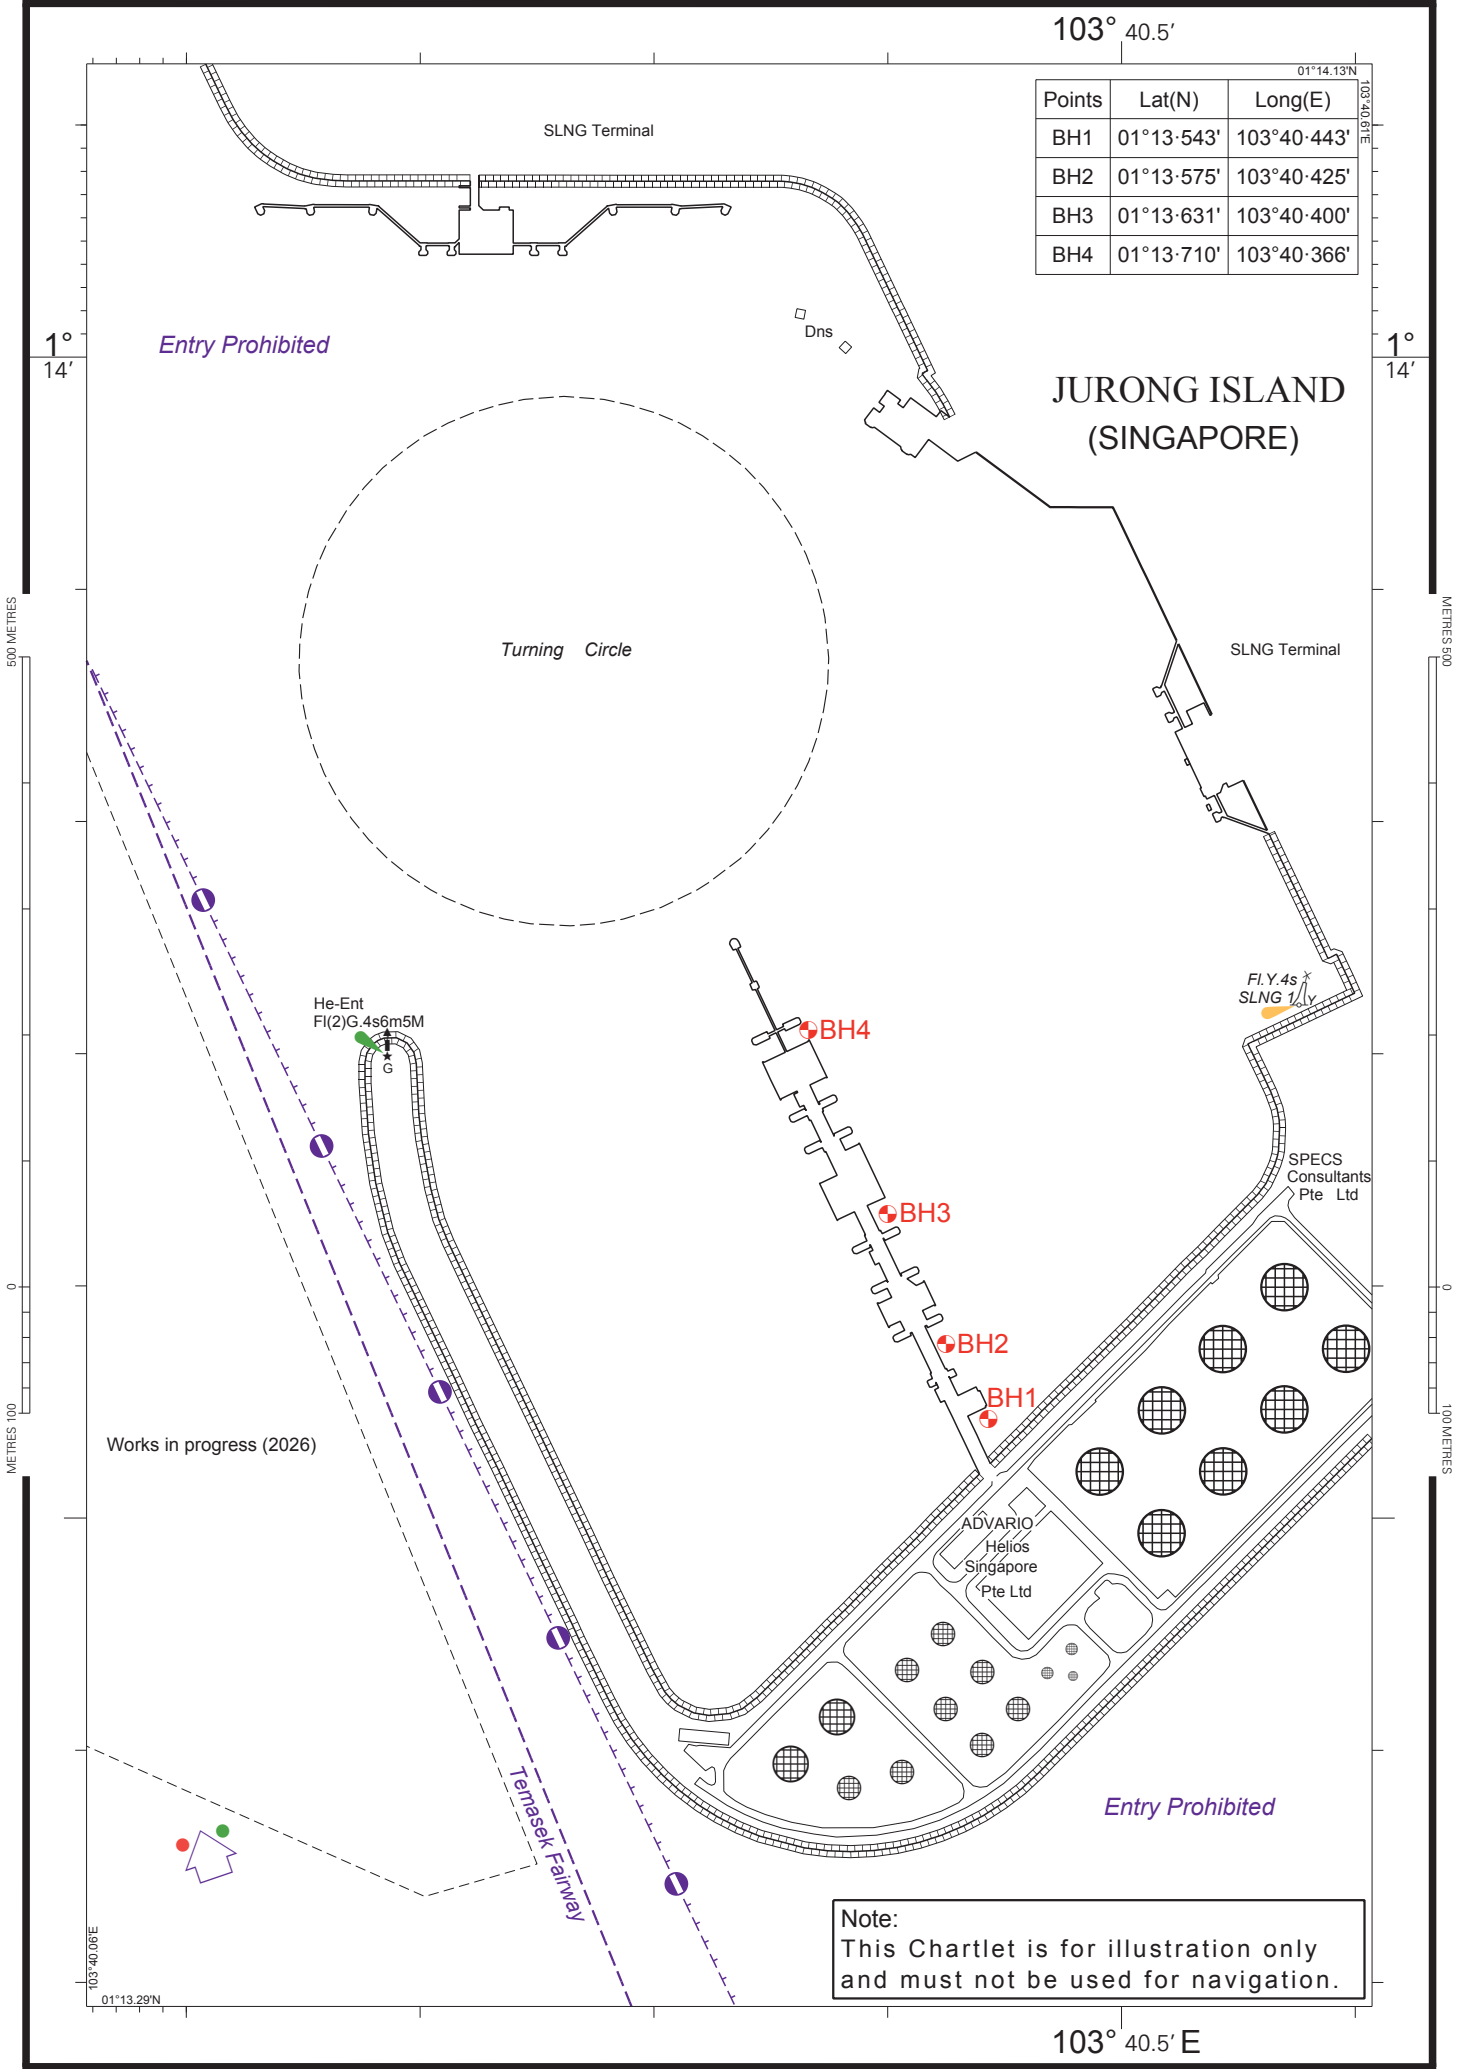 103° 40.5′
01°14.13'N
103°40.61'E
Points Lat(N) Long(E)
BH1 01°13·543' 103°40·443'
BH2 01°13·575' 103°40·425'
BH3 01°13·631' 103°40·400'
BH4 01°13·710' 103°40·366'
SLNG Terminal
Dns
Entry Prohibited
1°
14′
1°
14′
JURONG ISLAND
(SINGAPORE)
Turning Circle
SLNG Terminal
500 METRES
METRES 500
Fl.Y.4s
SLNG 1
Y
He-Ent
Fl(2)G.4s6m5M
G
BH4
BH3
BH2
BH1
SPECS
Consultants
Pte Ltd
0
0
METRES 100
100 METRES
Works in progress (2026)
ADVARIO
Helios
Singapore
Pte Ltd
Temasek Fairway
Entry Prohibited
Note:
This Chartlet is for illustration only
and must not be used for navigation.
103°40.06'E
01°13.29'N
103° 40.5′ E